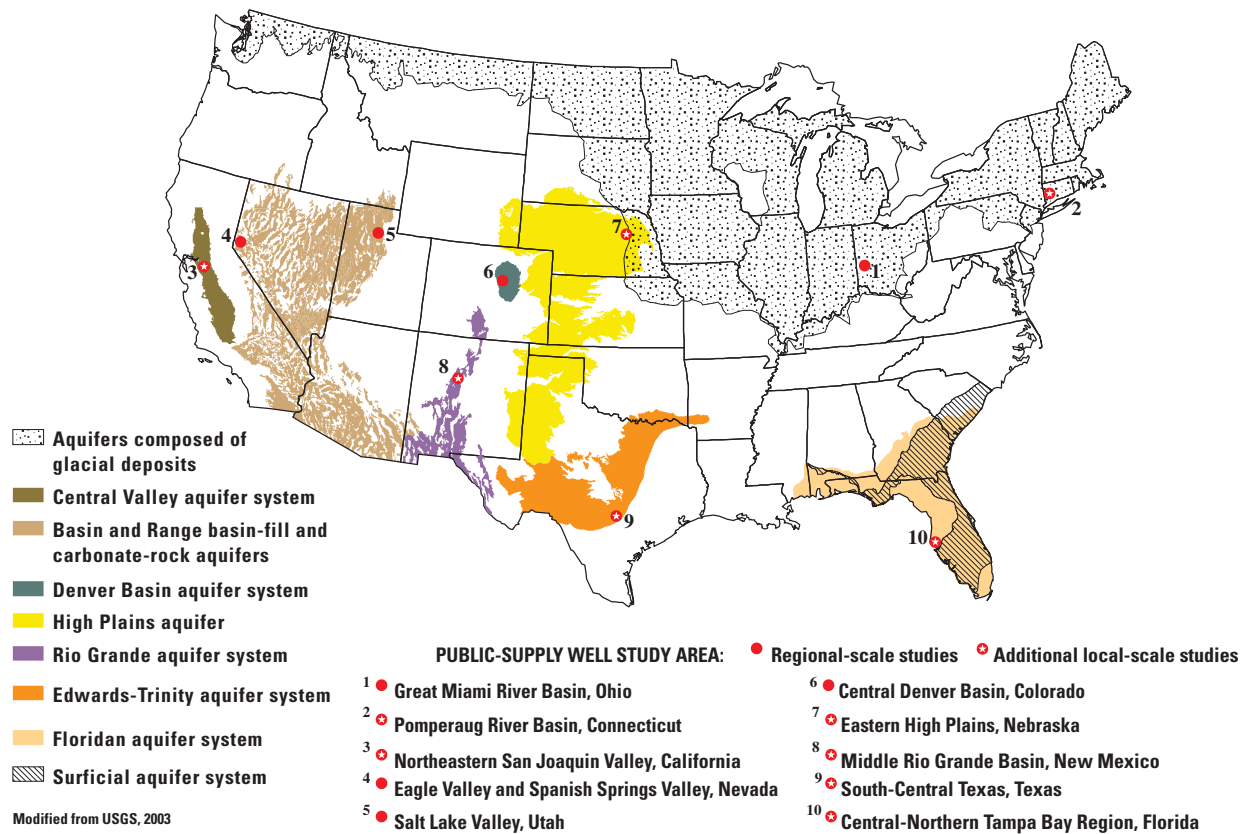 4
5
3
6
7
8
1
2
9
10
Aquifers composed of
glacial deposits
Central Valley aquifer system
Basin and Range basin-fill and
carbonate-rock aquifers
Denver Basin aquifer system
High Plains aquifer
Rio Grande aquifer system
Edwards-Trinity aquifer system
Floridan aquifer system
Surficial aquifer system
Modified from USGS, 2003
PUBLIC-SUPPLY WELL STUDY AREA: Regional-scale studies Additional local-scale studies
1 Great Miami River Basin, Ohio
2 Pomperaug River Basin, Connecticut
3 Northeastern San Joaquin Valley, California
4 Eagle Valley and Spanish Springs Valley, Nevada
5 Salt Lake Valley, Utah
6 Central Denver Basin, Colorado
7 Eastern High Plains, Nebraska
8 Middle Rio Grande Basin, New Mexico
9 South-Central Texas, Texas
10 Central-Northern Tampa Bay Region, Florida